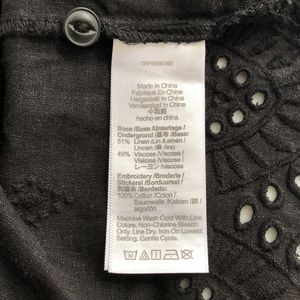 Made in China
Fabriqué En Chine
Hergestellt in China
Vervaardigd in China
中国製
hecho en China
Base /Base /Unterlage /
Ondergrond /基布 / Base:
51% Linen /Lin /Leinen /
Linnen / 麻 / lino
49% Viscose /Viscose /
Viskose / Viscose /
レーヨン / Viscosa
Embroidery / Broderie /
Stickerei /Borduursel /
刺繍糸 / Bordado:
100% Cotton / Coton /
Baumwolle /Katoen / 綿 /
algodón
Machine Wash Cold With Like
Colors. Non-Chlorine Bleach
Only. Line Dry. Iron On Lowest
Setting. Gentle Cycle.